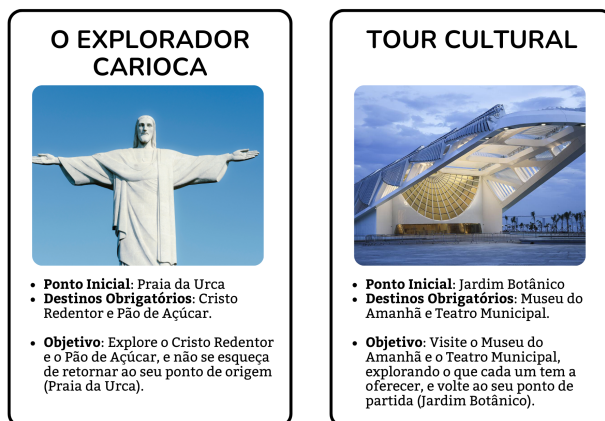 O EXPLORADOR
CARIOCA
• Ponto Inicial: Praia da Urca
• Destinos Obrigatórios: Cristo
Redentor e Pão de Açúcar.
• Objetivo: Explore o Cristo Redentor
e o Pão de Açúcar, e não se esqueça
de retornar ao seu ponto de origem
(Praia da Urca).
TOUR CULTURAL
• Ponto Inicial: Jardim Botânico
• Destinos Obrigatórios: Museu do
Amanhã e Teatro Municipal.
• Objetivo: Visite o Museu do
Amanhã e o Teatro Municipal,
explorando o que cada um tem a
oferecer, e volte ao seu ponto de
partida (Jardim Botânico).